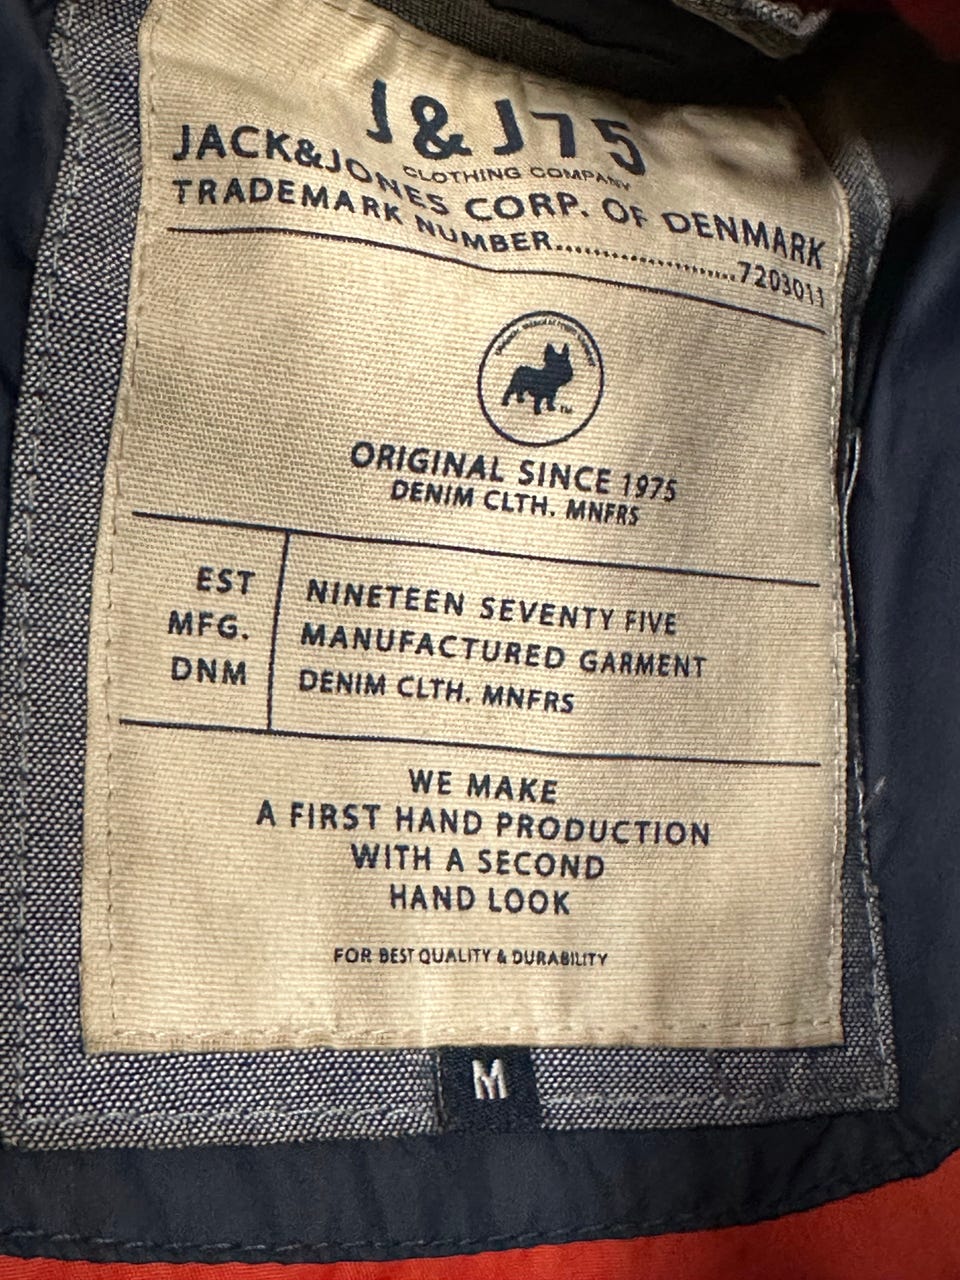 J & J 75
CLOTHING COMPANY
JACK&JONES CORP. OF DENMARK
TRADEMARK NUMBER.......................7203011
TM
ORIGINAL SINCE 1975
DENIM CLTH. MNFRS
EST NINETEEN SEVENTY FIVE
MFG. MANUFACTURED GARMENT
DNM DENIM CLTH. MNFRS
WE MAKE
A FIRST HAND PRODUCTION
WITH A SECOND
HAND LOOK
FOR BEST QUALITY & DURABILITY
M